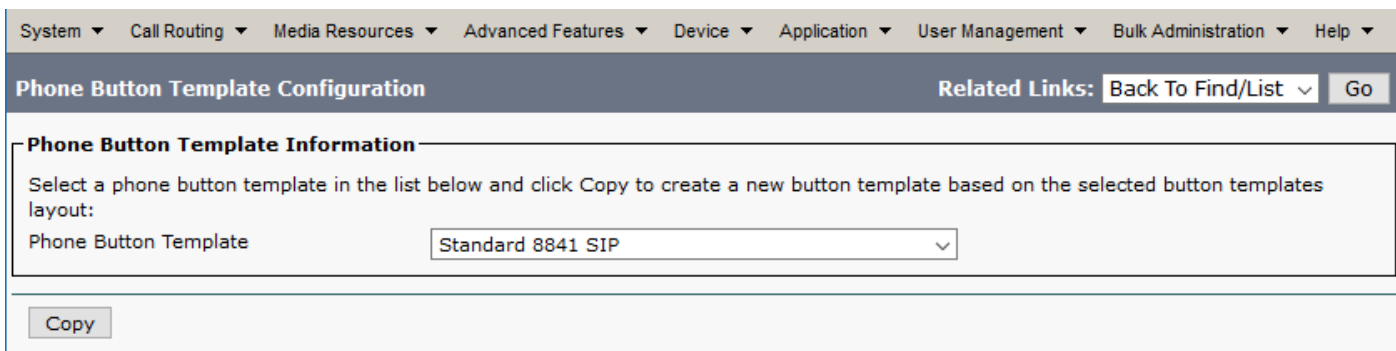 System Call Routing Media Resources Advanced Features Device Application User Management Bulk Administration Help
Phone Button Template Configuration Related Links: Back To Find/List Go
Phone Button Template Information
Select a phone button template in the list below and click Copy to create a new button template based on the selected button templates
layout:
Phone Button Template Standard 8841 SIP
Copy